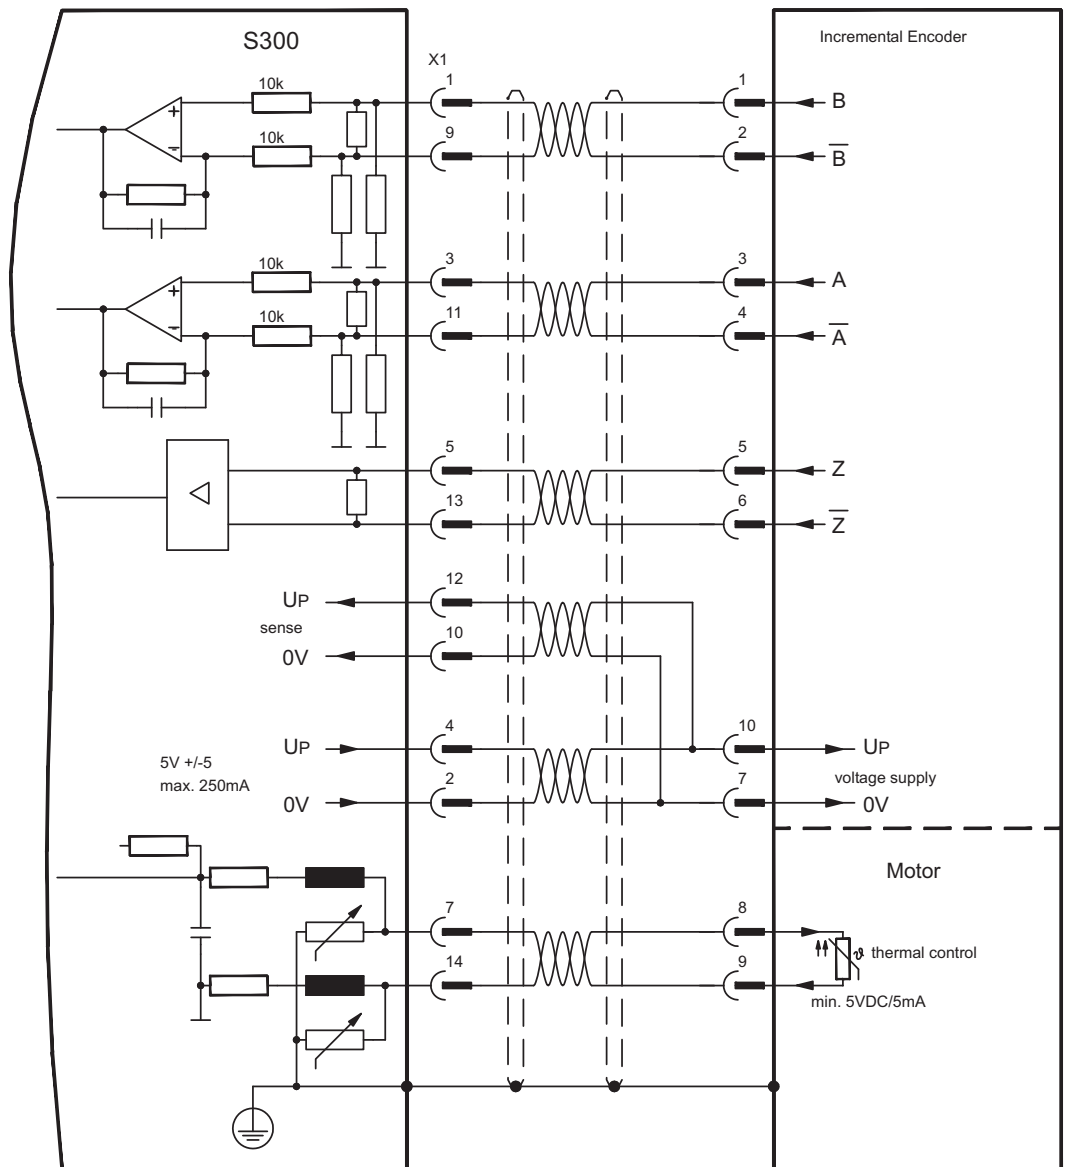 S300
Incremental Encoder
X1
10k
1
1
B
10k
9
2
B̅
10k
3
3
A
10k
11
4
A̅
5
5
Z
13
6
Z̅
12
UP
sense
10
0V
4
10
UP
UP
5V +/-5
max. 250mA
voltage supply
2
7
0V
0V
Motor
7
8
ϑ thermal control
14
9
min. 5VDC/5mA